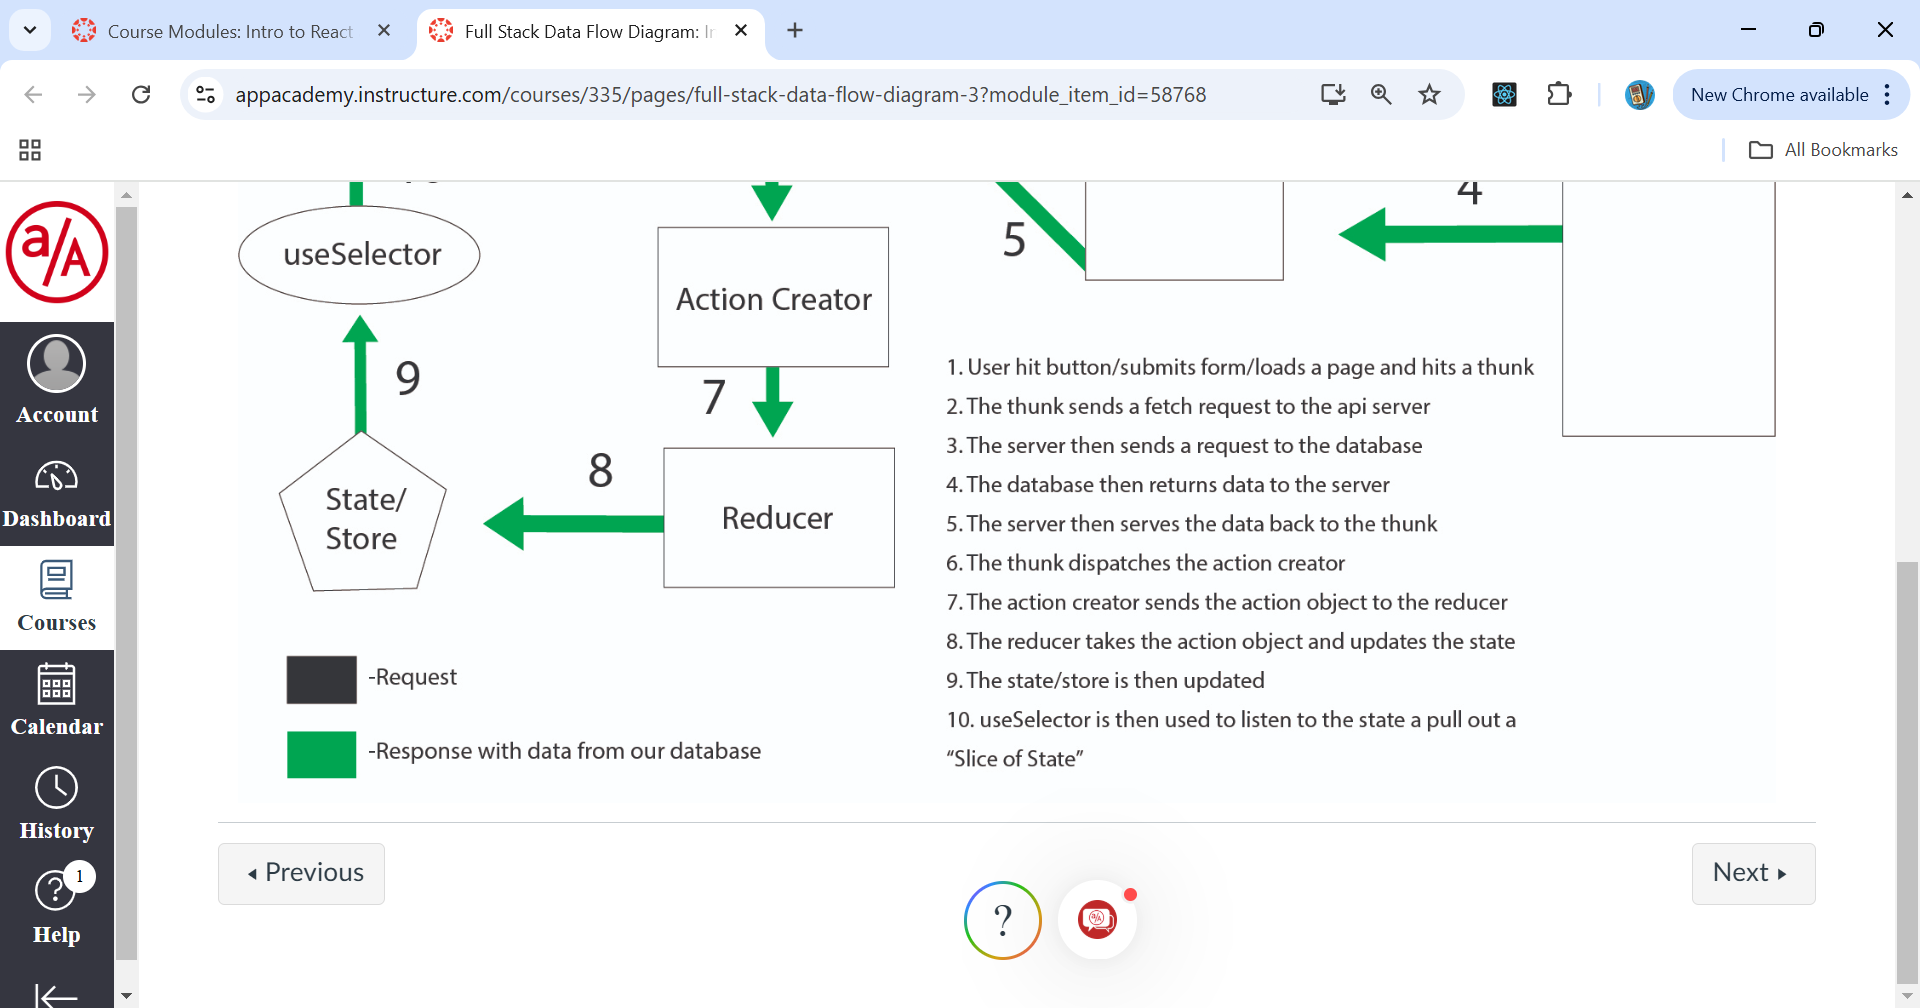 Course Modules: Intro to React
Full Stack Data Flow Diagram: In
appacademy.instructure.com/courses/335/pages/full-stack-data-flow-diagram-3?module_item_id=58768
New Chrome available
All Bookmarks
a/A
Account
Dashboard
Courses
Calendar
History
1
Help
useSelector
9
State/
Store
8
Action Creator
7
Reducer
5
4
-Request
-Response with data from our database
1. User hit button/submits form/loads a page and hits a thunk
2. The thunk sends a fetch request to the api server
3. The server then sends a request to the database
4. The database then returns data to the server
5. The server then serves the data back to the thunk
6. The thunk dispatches the action creator
7. The action creator sends the action object to the reducer
8. The reducer takes the action object and updates the state
9. The state/store is then updated
10. useSelector is then used to listen to the state a pull out a
“Slice of State”
Previous
Next
?
a/A